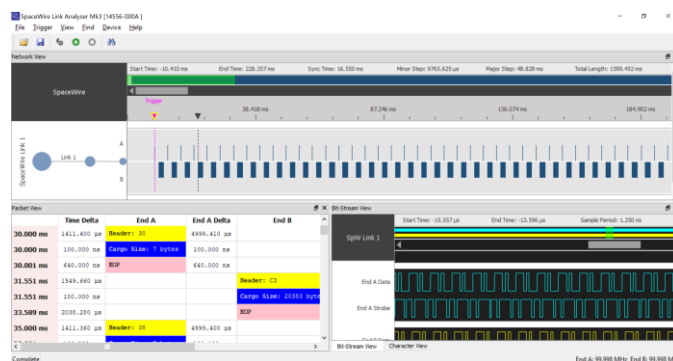 SpaceWire Link Analyser Mk3 [14556-000A ]
File Trigger View Find Device Help
Network View
Start Time: -10.410 ms End Time: 228.357 ms Sync Time: 16.550 ms Minor Step: 9765.625 µs Major Step: 48.828 ms Total Length: 1399.452 ms
SpaceWire
Trigger
38.418 ms 87.246 ms 136.074 ms 184.902 ms
SpaceWire Link 1
Link 1
A
B
Packet View
Time Delta End A End A Delta End B
30.000 ms 1411.400 µs Header: 30 4999.410 µs
30.000 ms 100.000 ns Cargo Size: 7 bytes 100.000 ns
30.001 ms 640.000 ns EOP 640.000 ns
31.551 ms 1549.660 µs Header: C3
31.551 ms 100.000 ns Cargo Size: 20383 byte
33.589 ms 2038.280 µs EOP
35.000 ms 1411.360 µs Header: 38 4999.400 µs
Bit-Stream View
Start Time: -15.557 µs End Time: -13.596 µs Sample Period: 1.250 ns
SpW Link 1
End A Data
End A Strobe
Bit-Stream View Character View
Complete
End A: 99.998 MHz End B: 99.998 M